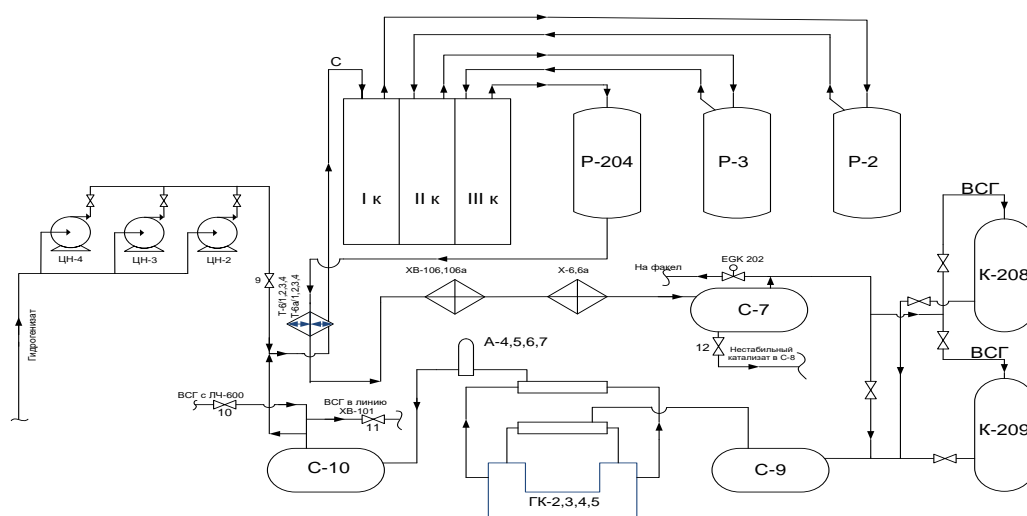 С
Р-204
Р-3
Р-2
I к
II к
III к
ВСГ
ЦН-4
ЦН-3
ЦН-2
ХВ-106,106а
Х-6,6а
На факел
EGK 202
К-208
9
Т-6/1,2,3,4
Т-6а/1,2,3,4
С-7
Гидрогенизат
12
Нестабильный
катализат в С-8
А-4,5,6,7
ВСГ
ВСГ с ЛЧ-600
10
ВСГ в линию
ХВ-101
11
К-209
С-10
С-9
ГК-2,3,4,5